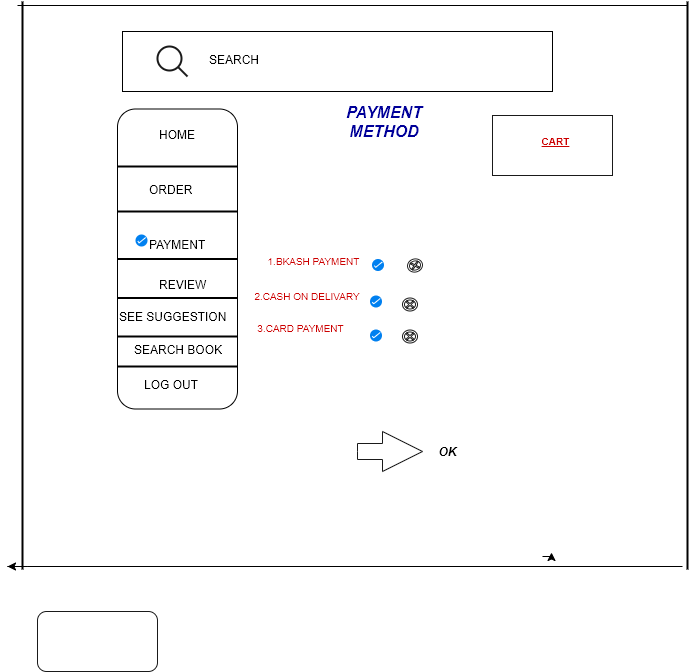 SEARCH
PAYMENT
METHOD
HOME
CART
ORDER
PAYMENT
1.BKASH PAYMENT
REVIEW
2.CASH ON DELIVARY
SEE SUGGESTION
3.CARD PAYMENT
SEARCH BOOK
LOG OUT
OK